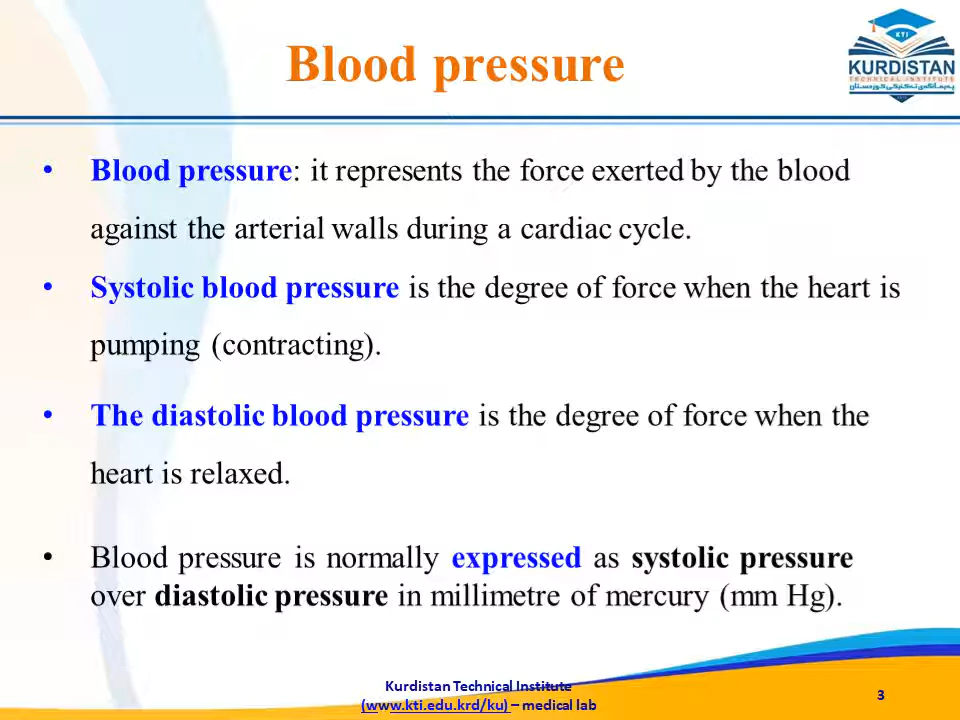 Blood pressure
KTI
KURDISTAN
TECHNICAL INSTITUTE
پەیمانگەی تەکنیکی کوردستان
• Blood pressure: it represents the force exerted by the blood
against the arterial walls during a cardiac cycle.
• Systolic blood pressure is the degree of force when the heart is
pumping (contracting).
• The diastolic blood pressure is the degree of force when the
heart is relaxed.
• Blood pressure is normally expressed as systolic pressure
over diastolic pressure in millimetre of mercury (mm Hg).
Kurdistan Technical Institute
(www.kti.edu.krd/ku) – medical lab
3